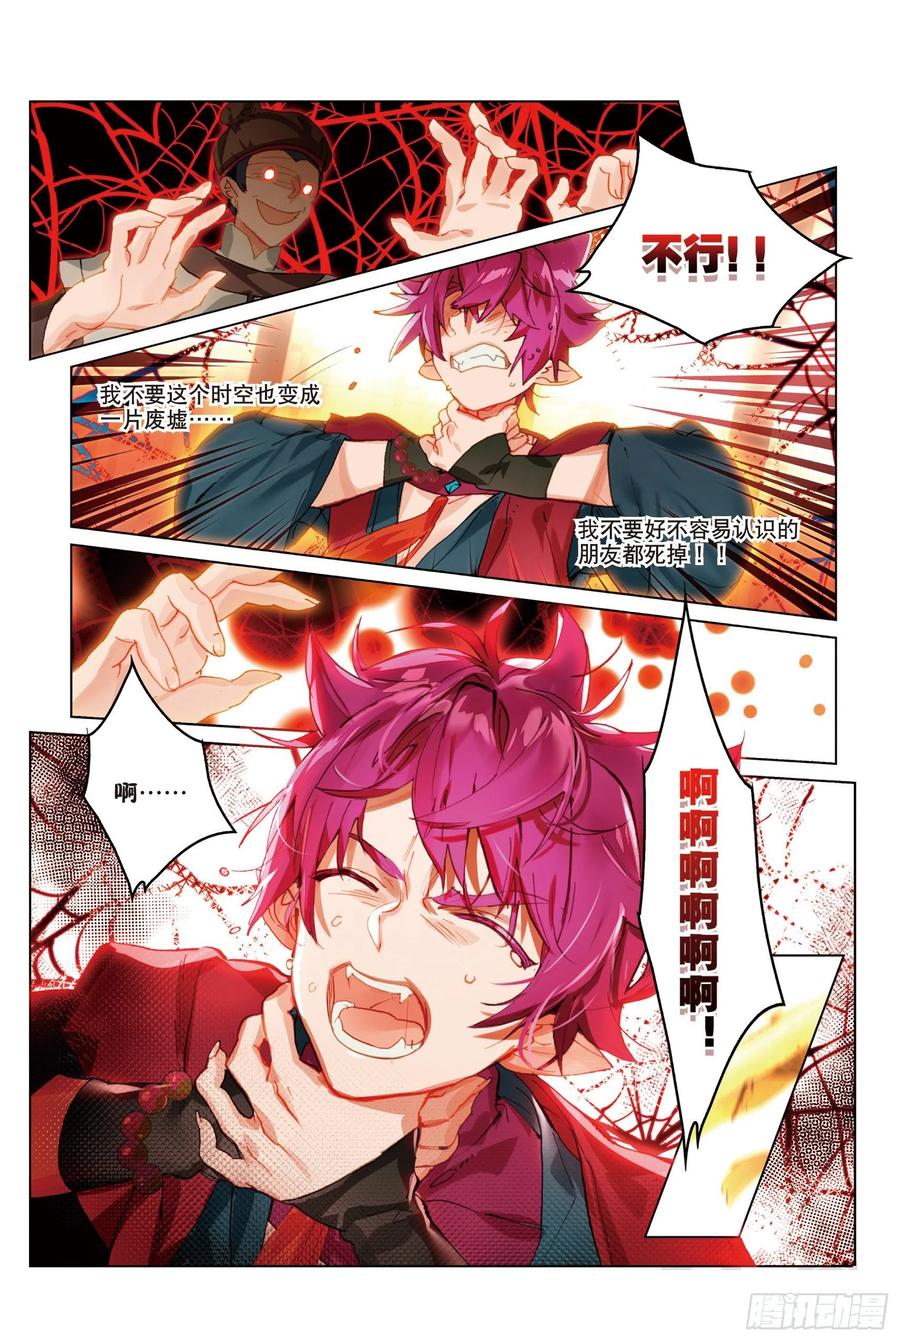 不行！！
我不要这个时空也变成
一片废墟……
我不要好不容易认识的
朋友都死掉！！
啊……
啊啊啊啊啊啊！
腾讯动漫